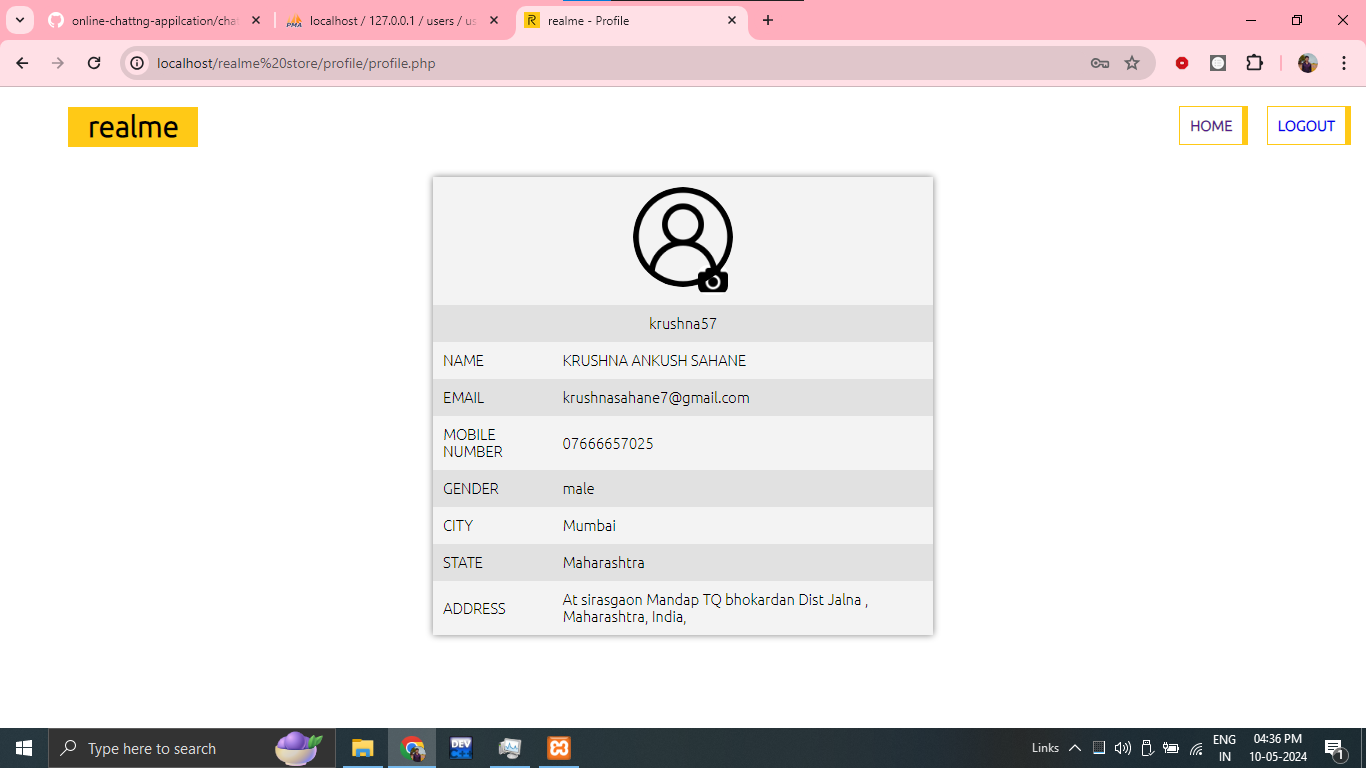 online-chattng-appilcation/chat
localhost / 127.0.0.1 / users / us
realme - Profile
localhost/realme%20store/profile/profile.php
realme
HOME
LOGOUT
krushna57
NAME KRUSHNA ANKUSH SAHANE
EMAIL krushnasahane7@gmail.com
MOBILE NUMBER 07666657025
GENDER male
CITY Mumbai
STATE Maharashtra
ADDRESS At sirasgaon Mandap TQ bhokardan Dist Jalna ,
Maharashtra, India,
Type here to search
DEV
Links
ENG
IN
04:36 PM
10-05-2024
1